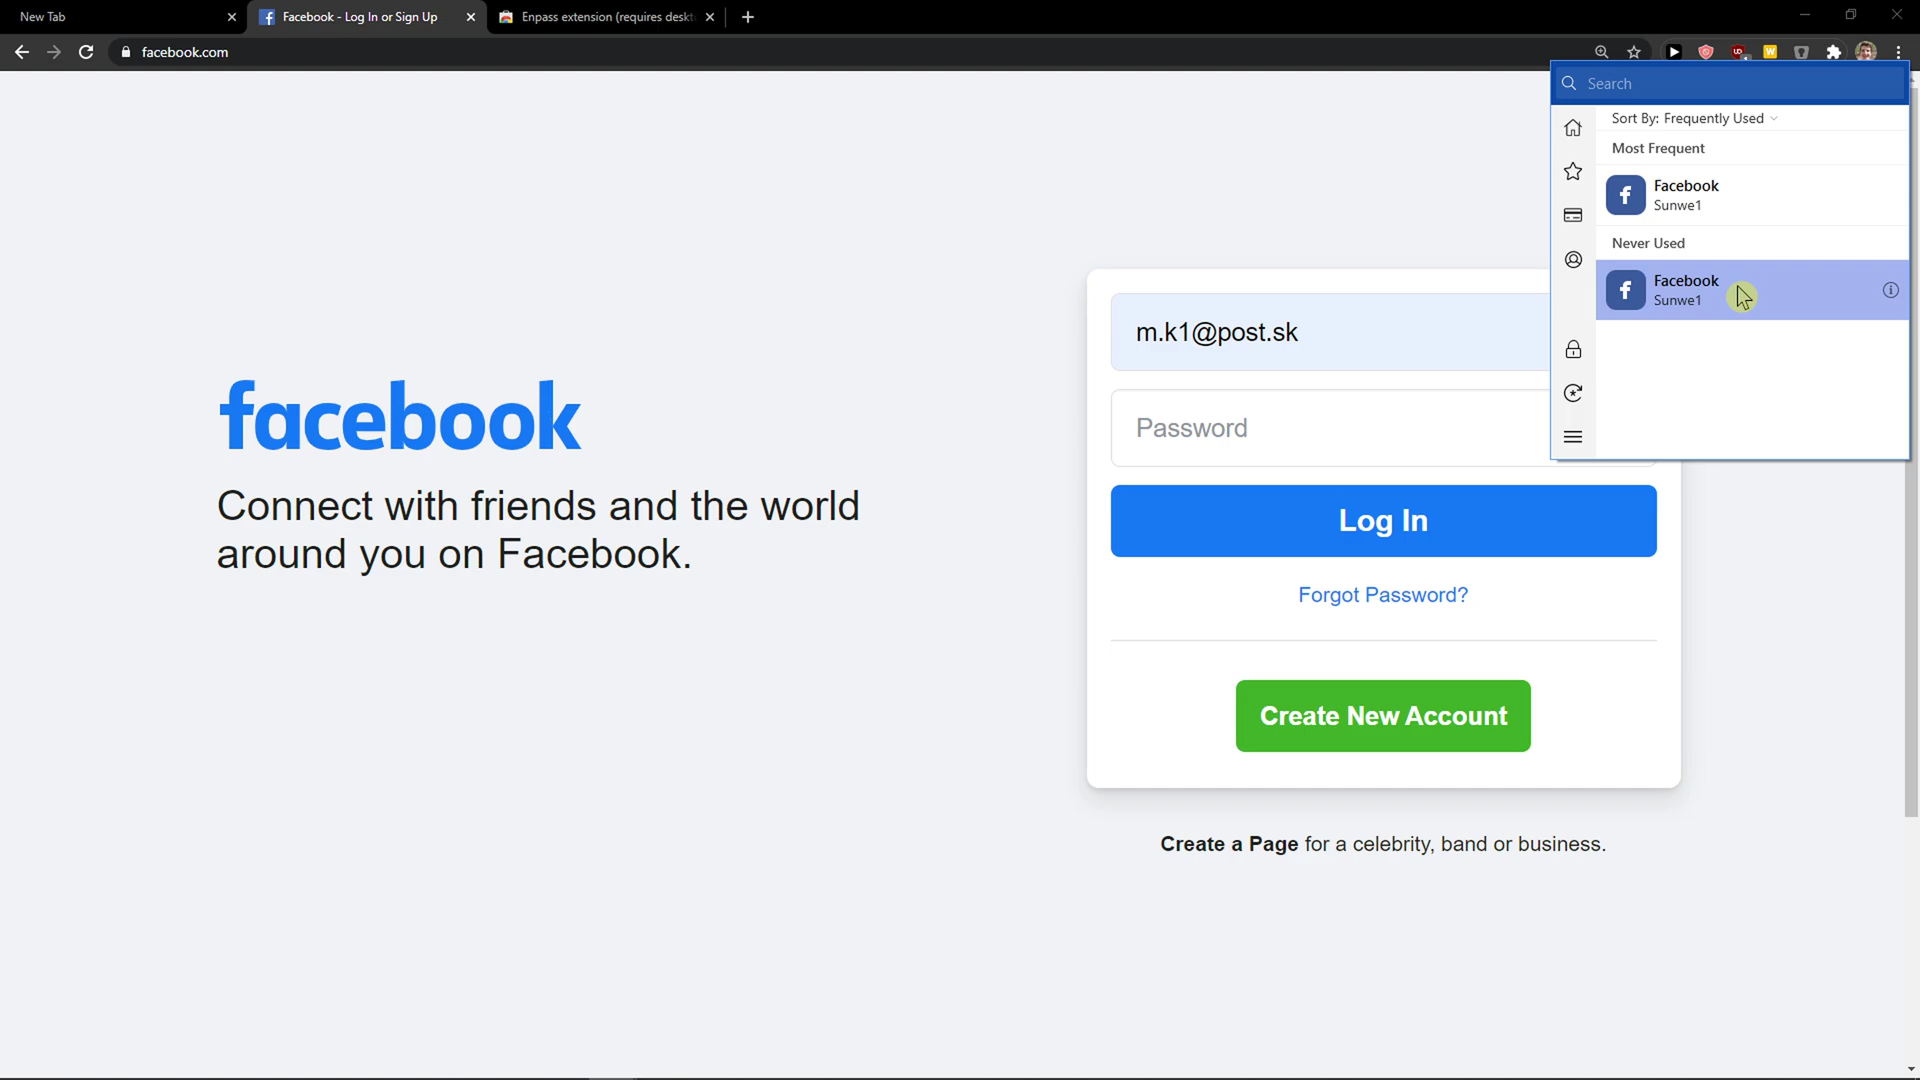 New Tab
Facebook - Log In or Sign Up
Enpass extension (requires deskt
facebook.com
Search
Sort By: Frequently Used
Most Frequent
Facebook
Sunwe1
Never Used
Facebook
Sunwe1
facebook
Connect with friends and the world
around you on Facebook.
m.k1@post.sk
Password
Log In
Forgot Password?
Create New Account
Create a Page for a celebrity, band or business.